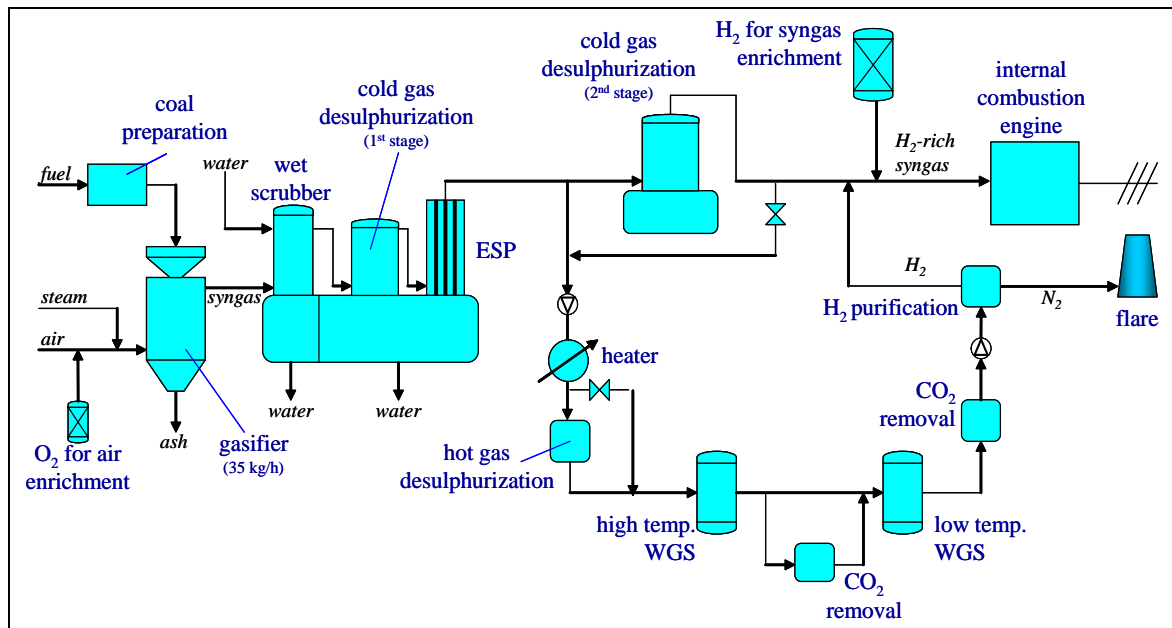 H2 for syngas
enrichment
cold gas
desulphurization
(2nd stage)
internal
combustion
engine
cold gas
desulphurization
(1st stage)
coal
preparation
fuel
water
wet
scrubber
H2-rich
syngas
ESP
steam
syngas
air
H2
H2 purification
N2
flare
heater
water
water
ash
gasifier
(35 kg/h)
O2 for air
enrichment
CO2
removal
hot gas
desulphurization
high temp.
WGS
low temp.
WGS
CO2
removal